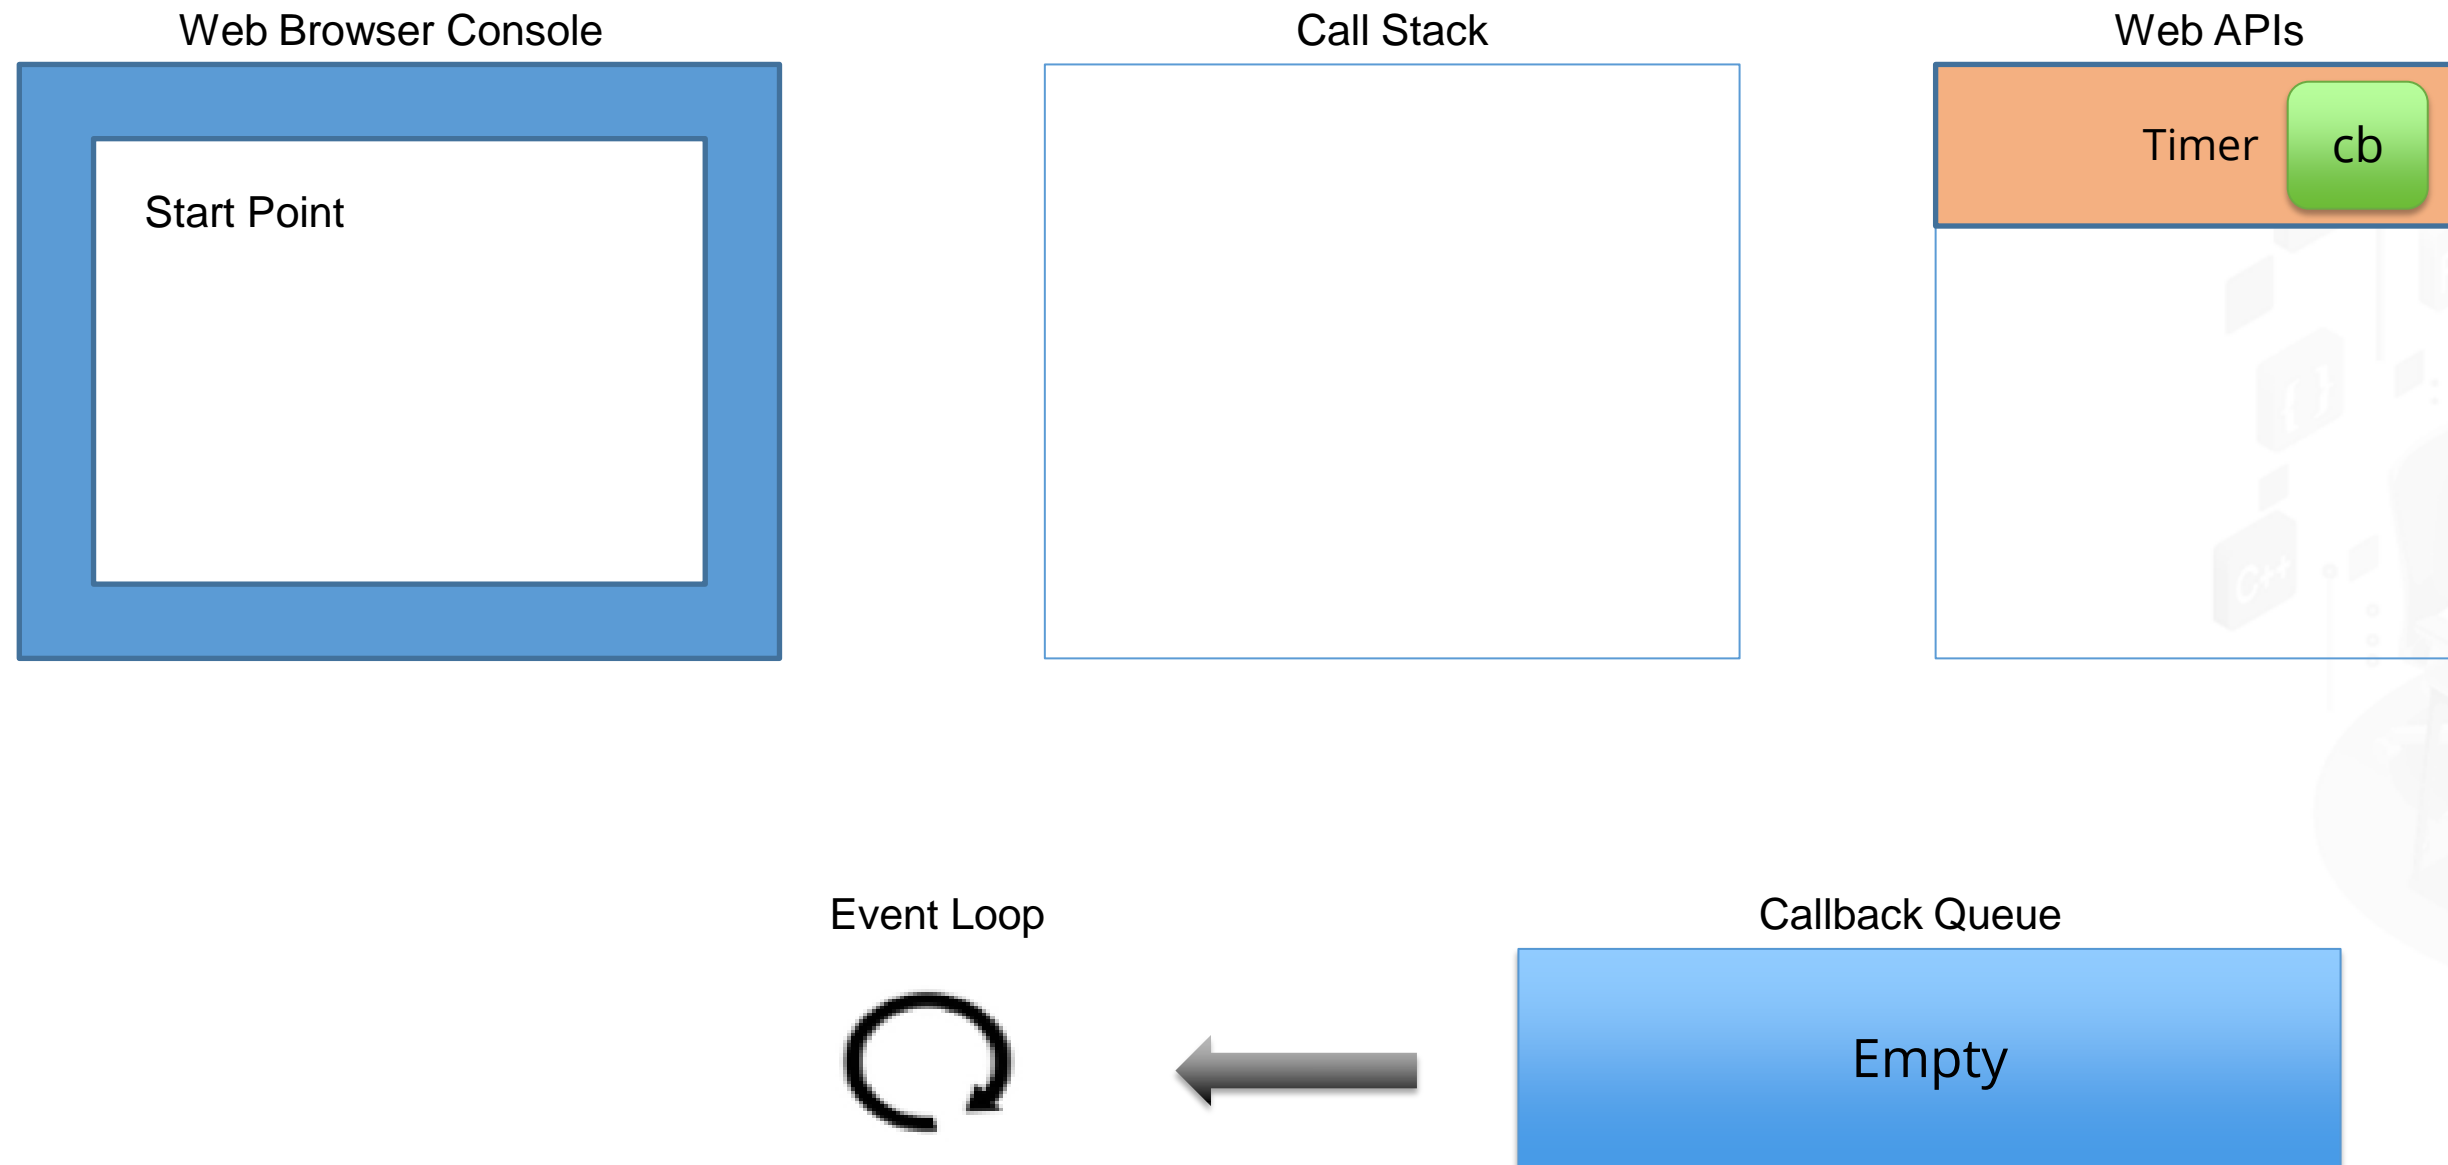 Web Browser Console
Call Stack
Web APIs
Timer
cb
Start Point
{ }
C++
Event Loop
Callback Queue
Empty